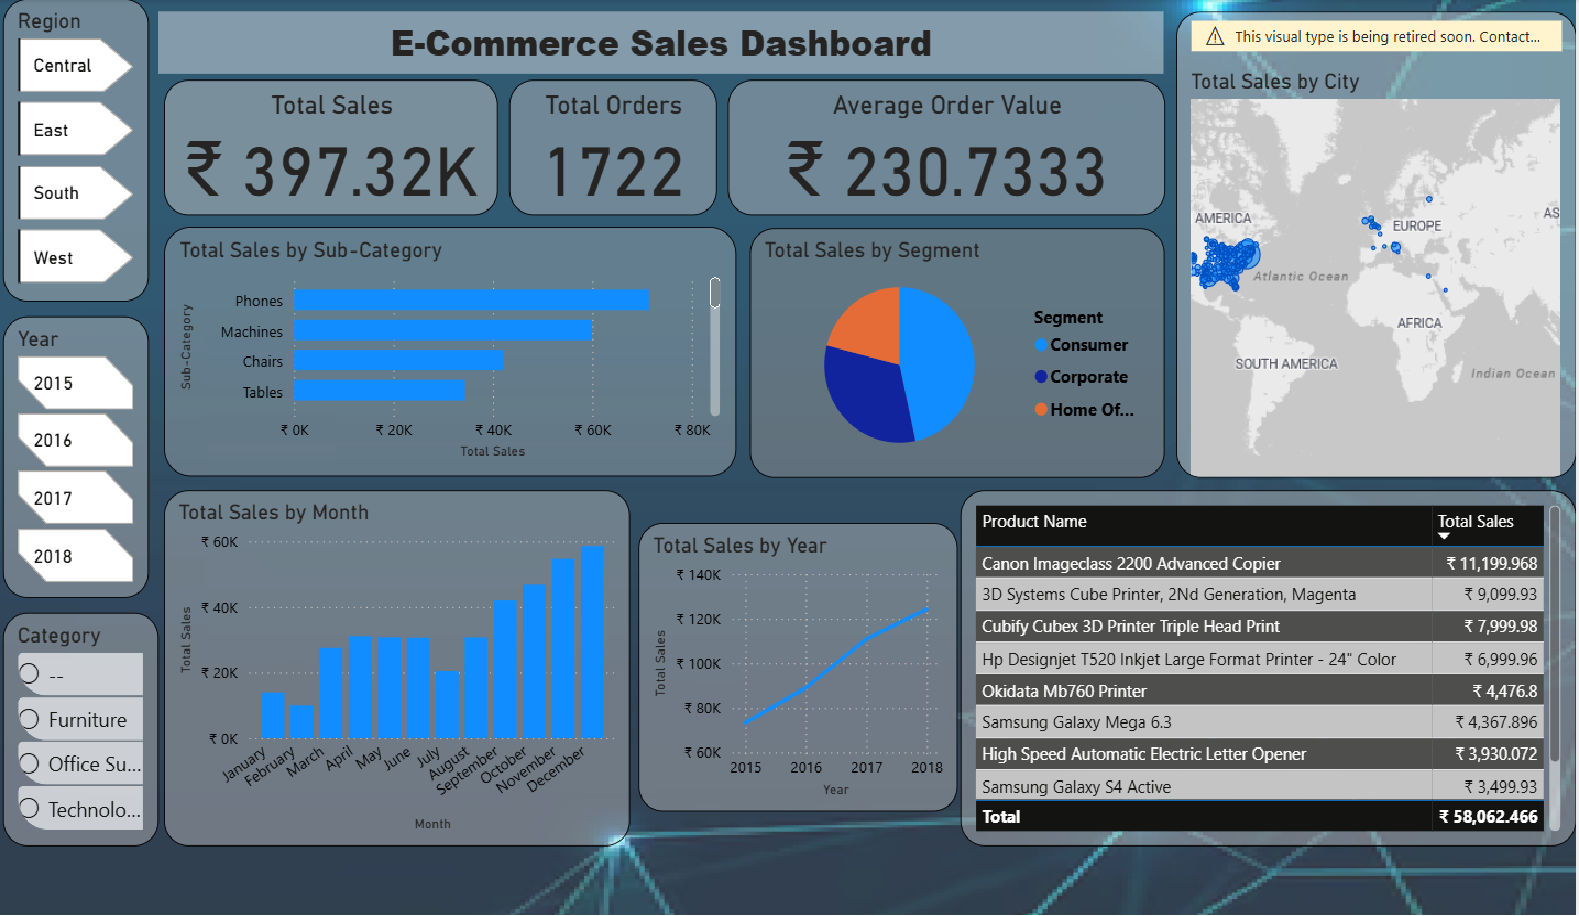 Region
Central
East
South
West
Year
2015
2016
2017
2018
Category
--
Furniture
Office Su...
Technolo...
E-Commerce Sales Dashboard
Total Sales
₹ 397.32K
Total Orders
1722
Average Order Value
₹ 230.7333
Total Sales by Sub-Category
Sub-Category
Phones
Machines
Chairs
Tables
₹ 0K ₹ 20K ₹ 40K ₹ 60K ₹ 80K
Total Sales
Total Sales by Segment
Segment
Consumer
Corporate
Home Of...
This visual type is being retired soon. Contact...
Total Sales by City
AMERICA
EUROPE
AS
Atlantic Ocean
AFRICA
SOUTH AMERICA
Indian Ocean
Total Sales by Month
Total Sales
₹ 60K
₹ 40K
₹ 20K
₹ 0K
January February March April May June July August September October November December
Month
Total Sales by Year
Total Sales
₹ 140K
₹ 120K
₹ 100K
₹ 80K
₹ 60K
2015 2016 2017 2018
Year
Product Name Total Sales
Canon Imageclass 2200 Advanced Copier ₹ 11,199.968
3D Systems Cube Printer, 2Nd Generation, Magenta ₹ 9,099.93
Cubify Cubex 3D Printer Triple Head Print ₹ 7,999.98
Hp Designjet T520 Inkjet Large Format Printer - 24" Color ₹ 6,999.96
Okidata Mb760 Printer ₹ 4,476.8
Samsung Galaxy Mega 6.3 ₹ 4,367.896
High Speed Automatic Electric Letter Opener ₹ 3,930.072
Samsung Galaxy S4 Active ₹ 3,499.93
Total ₹ 58,062.466